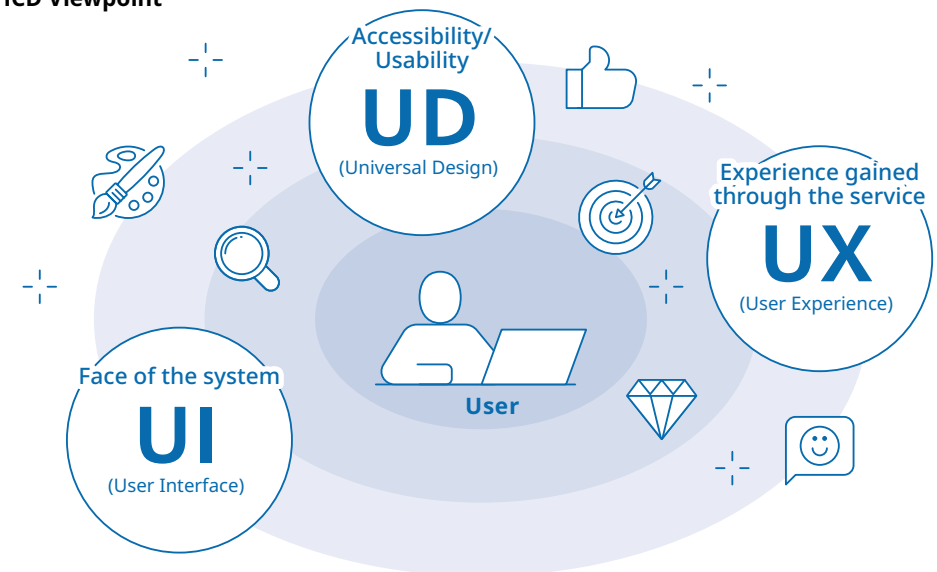 Viewpoint
Accessibility/
Usability
UD
(Universal Design)
Experience gained
through the service
UX
(User Experience)
Face of the system
UI
(User Interface)
User